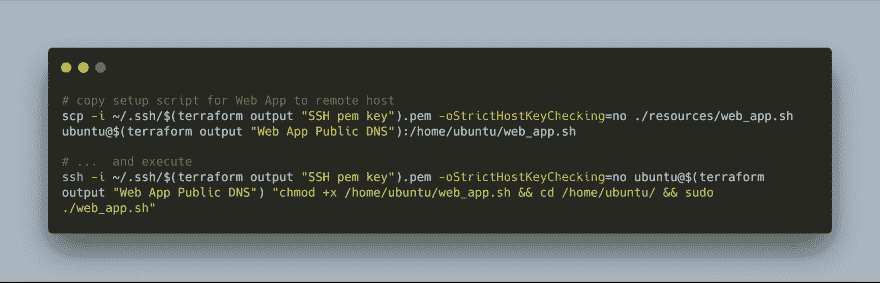 # copy setup script for Web App to remote host
scp -i ~/.ssh/$(terraform output "SSH pem key").pem -oStrictHostKeyChecking=no ./resources/web_app.sh
ubuntu@$(terraform output "Web App Public DNS"):/home/ubuntu/web_app.sh
# ...  and execute
ssh -i ~/.ssh/$(terraform output "SSH pem key").pem -oStrictHostKeyChecking=no ubuntu@$(terraform
output "Web App Public DNS") "chmod +x /home/ubuntu/web_app.sh && cd /home/ubuntu/ && sudo
./web_app.sh"